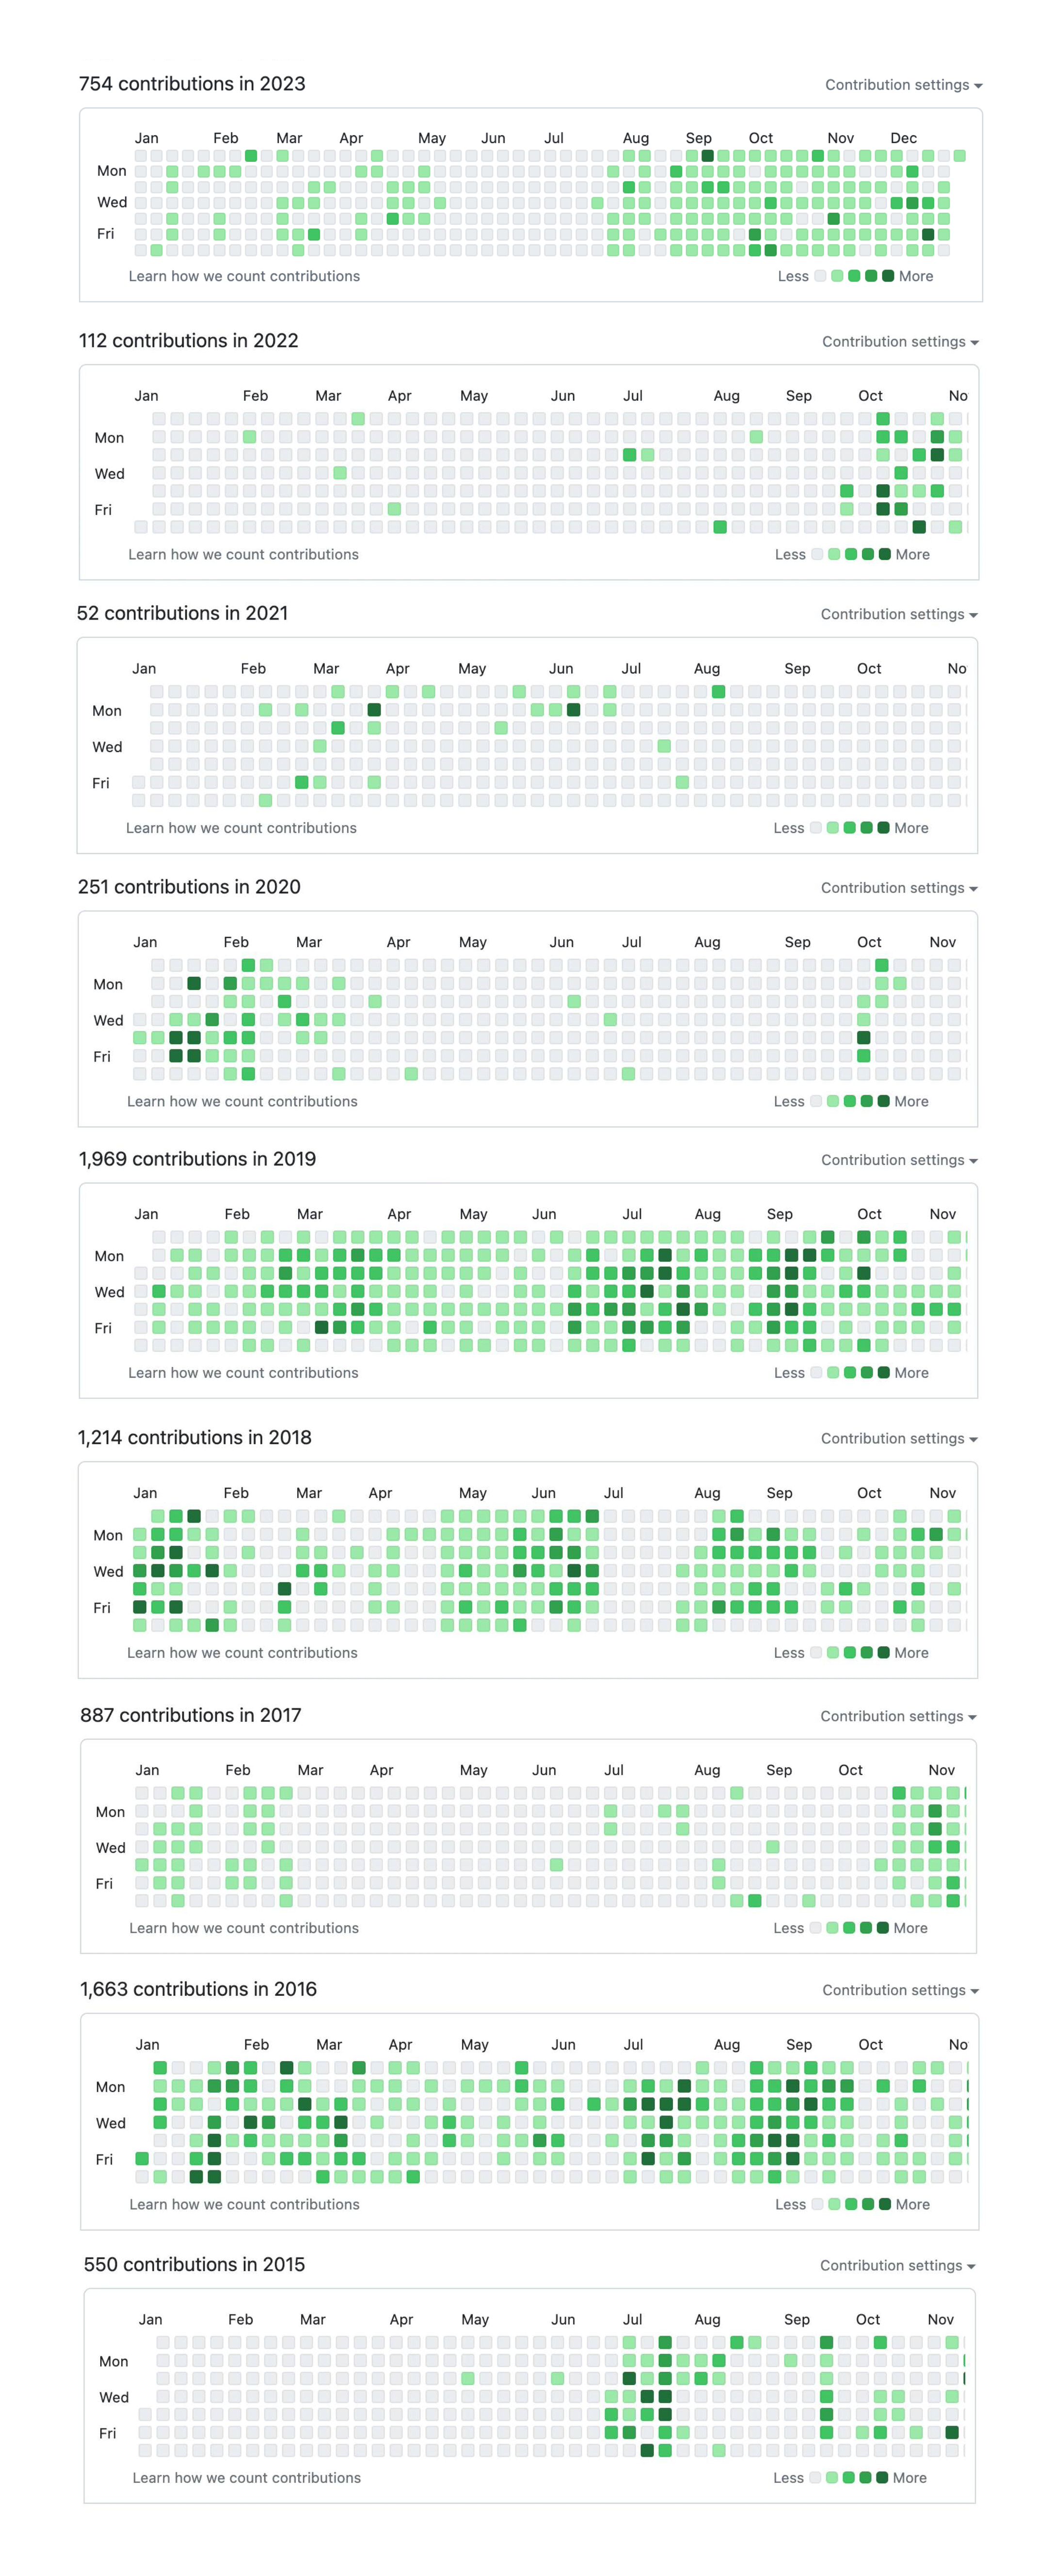 754 contributions in 2023
Contribution settings
Jan Feb Mar Apr May Jun Jul Aug Sep Oct Nov Dec
Mon
Wed
Fri
Learn how we count contributions
Less More
112 contributions in 2022
Contribution settings
Jan Feb Mar Apr May Jun Jul Aug Sep Oct No
Mon
Wed
Fri
Learn how we count contributions
Less More
52 contributions in 2021
Contribution settings
Jan Feb Mar Apr May Jun Jul Aug Sep Oct No
Mon
Wed
Fri
Learn how we count contributions
Less More
251 contributions in 2020
Contribution settings
Jan Feb Mar Apr May Jun Jul Aug Sep Oct Nov
Mon
Wed
Fri
Learn how we count contributions
Less More
1,969 contributions in 2019
Contribution settings
Jan Feb Mar Apr May Jun Jul Aug Sep Oct Nov
Mon
Wed
Fri
Learn how we count contributions
Less More
1,214 contributions in 2018
Contribution settings
Jan Feb Mar Apr May Jun Jul Aug Sep Oct Nov
Mon
Wed
Fri
Learn how we count contributions
Less More
887 contributions in 2017
Contribution settings
Jan Feb Mar Apr May Jun Jul Aug Sep Oct Nov
Mon
Wed
Fri
Learn how we count contributions
Less More
1,663 contributions in 2016
Contribution settings
Jan Feb Mar Apr May Jun Jul Aug Sep Oct No
Mon
Wed
Fri
Learn how we count contributions
Less More
550 contributions in 2015
Contribution settings
Jan Feb Mar Apr May Jun Jul Aug Sep Oct Nov
Mon
Wed
Fri
Learn how we count contributions
Less More